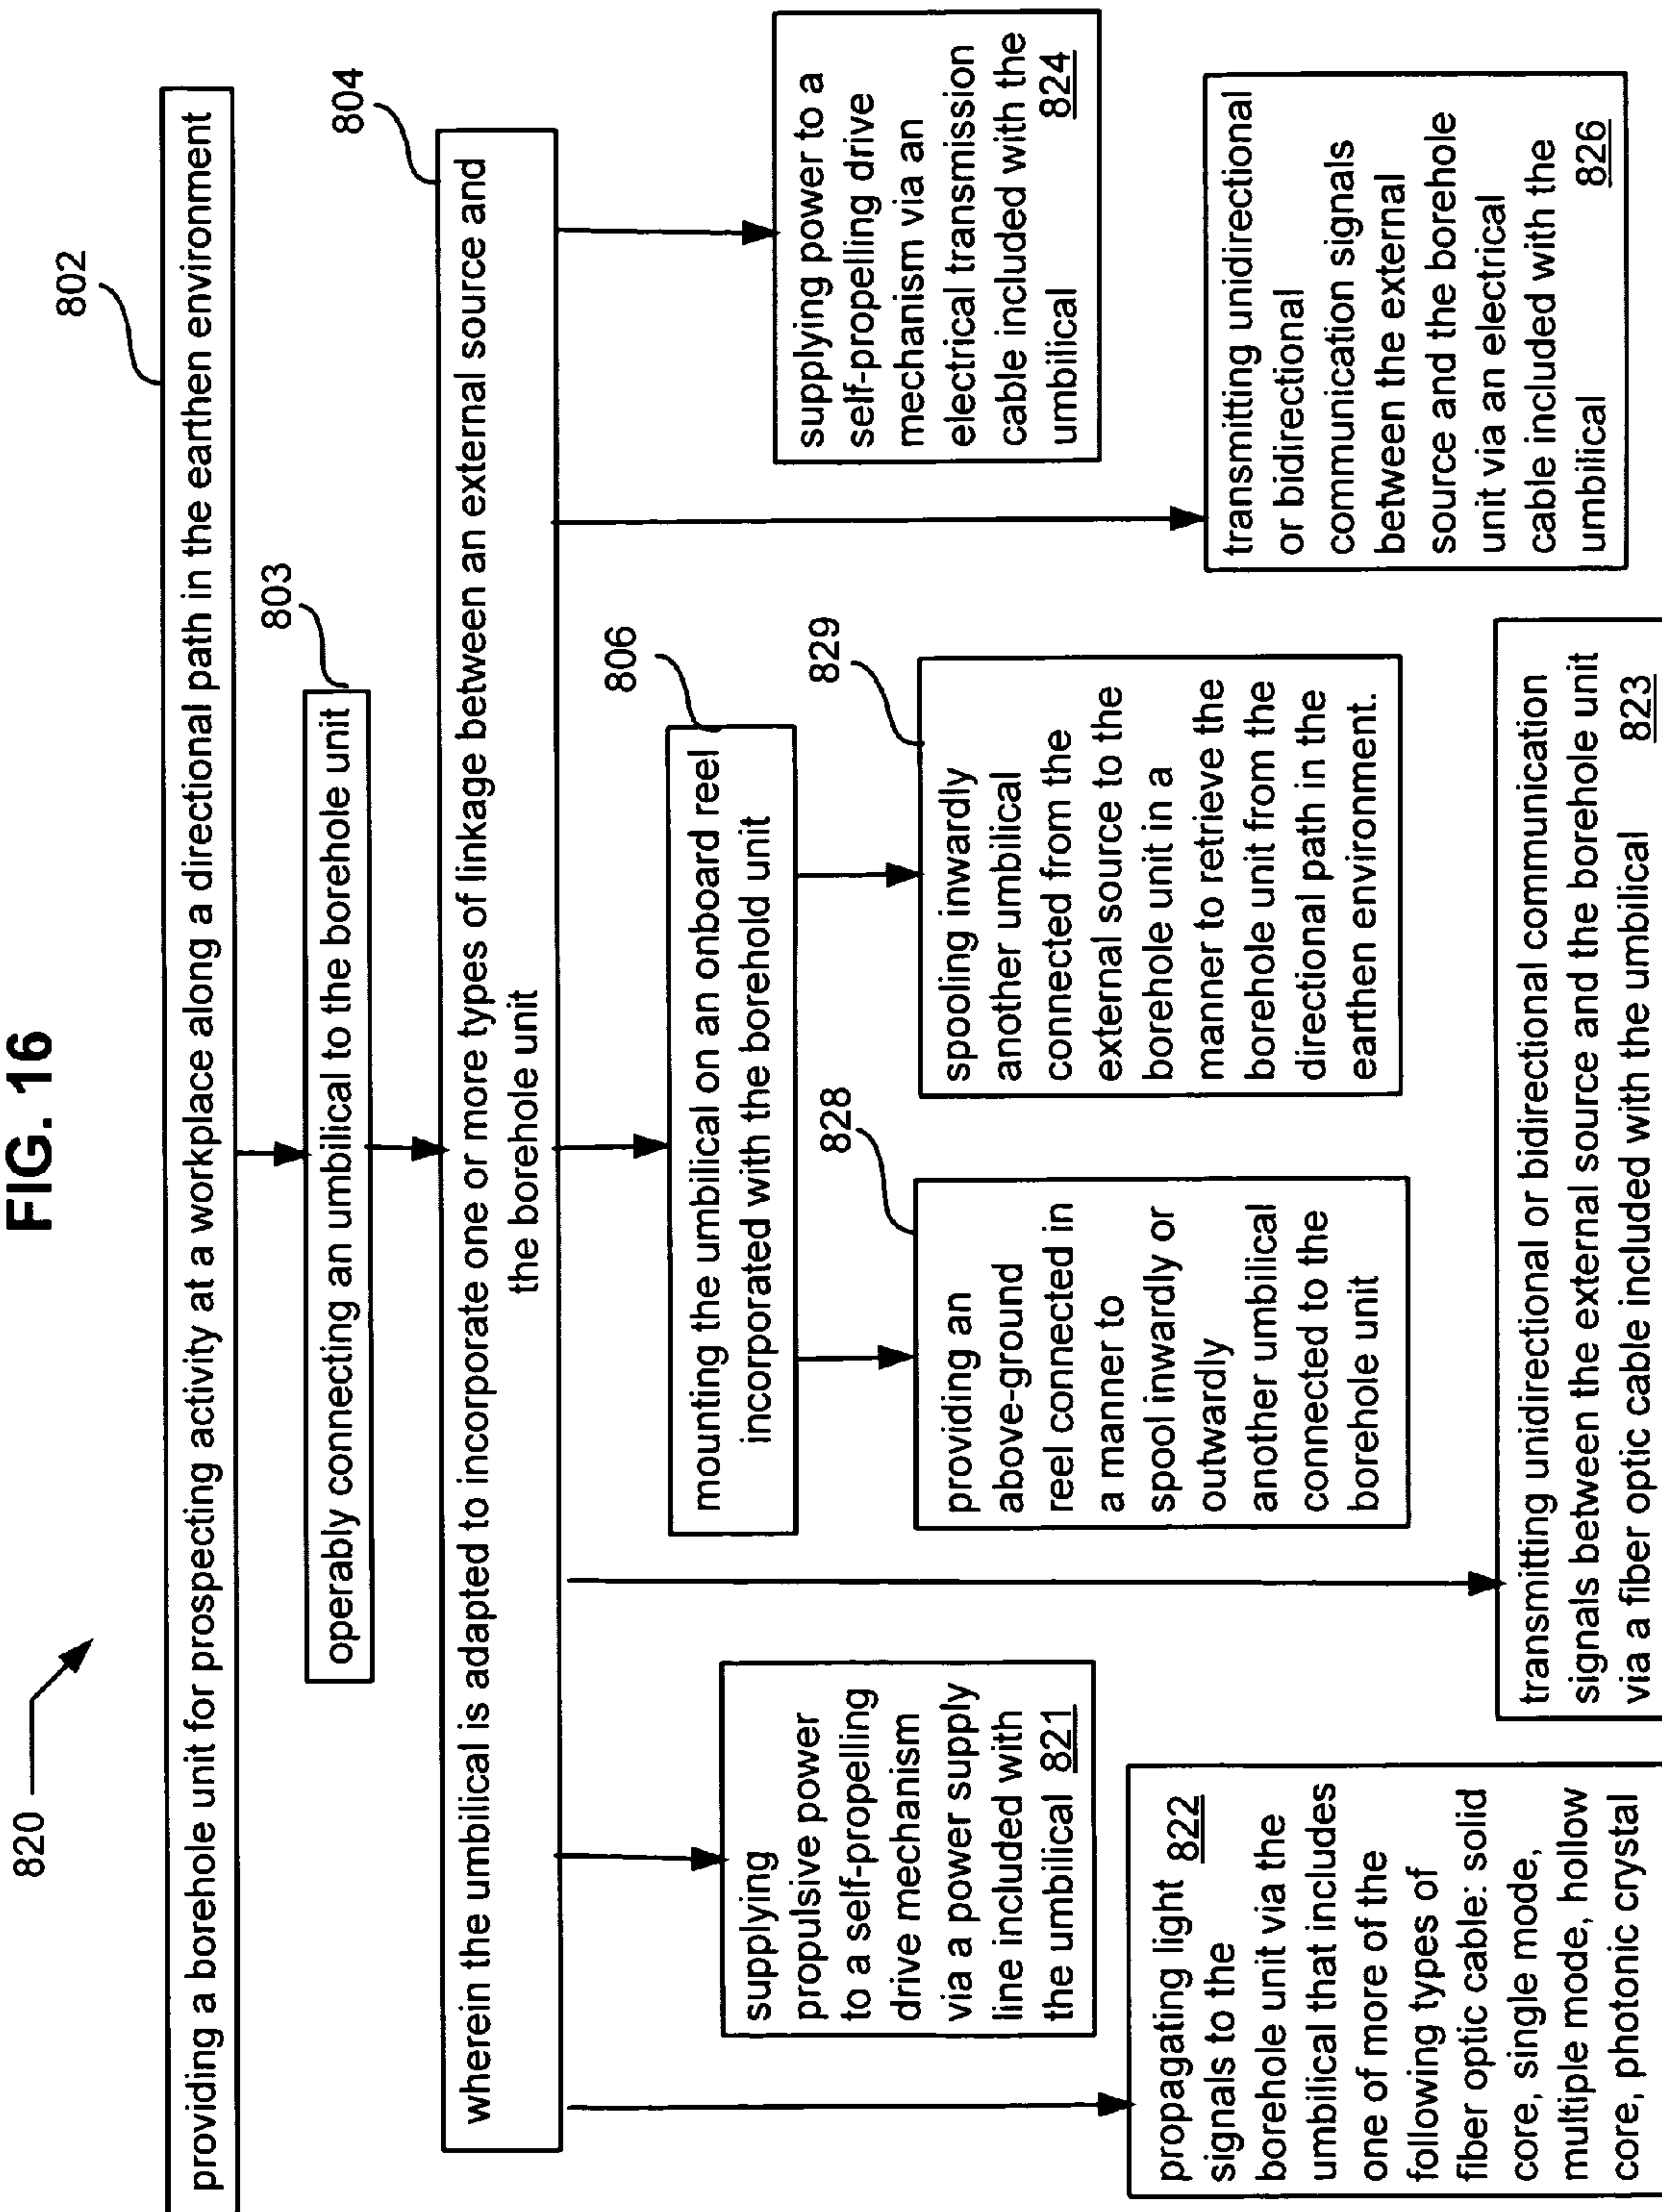 FIG. 16
820
802
providing a borehole unit for prospecting activity at a workplace along a directional path in the earthen environment
803
operably connecting an umbilical to the borehole unit
804
wherein the umbilical is adapted to incorporate one or more types of linkage between an external source and
the borehole unit
806
mounting the umbilical on an onboard reel
incorporated with the borehold unit
supplying
propulsive power
to a self-propelling
drive mechanism
via a power supply
line included with
the umbilical 821
828
providing an
above-ground
reel connected in
a manner to
spool inwardly or
outwardly
another umbilical
connected to the
borehole unit
829
spooling inwardly
another umbilical
connected from the
external source to the
borehole unit in a
manner to retrieve the
borehole unit from the
directional path in the
earthen environment.
supplying power to a
self-propelling drive
mechanism via an
electrical transmission
cable included with the
umbilical 824
propagating light 822
signals to the
borehole unit via the
umbilical that includes
one of more of the
following types of
fiber optic cable: solid
core, single mode,
multiple mode, hollow
core, photonic crystal
transmitting unidirectional or bidirectional communication
signals between the external source and the borehole unit
via a fiber optic cable included with the umbilical 823
transmitting unidirectional
or bidirectional
communication signals
between the external
source and the borehole
unit via an electrical
cable included with the
umbilical 826